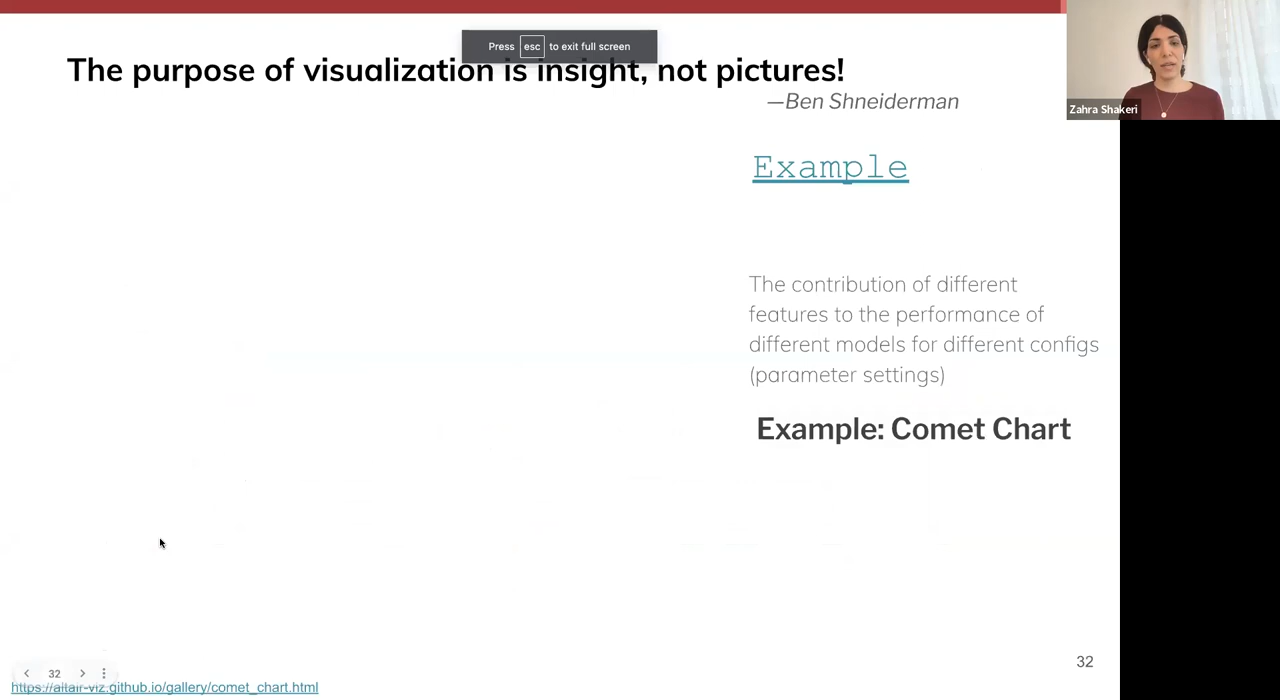 Press esc to exit full screen
The purpose of visualization is insight, not pictures!
—Ben Shneiderman
Zahra Shakeri
Example
The contribution of different
features to the performance of
different models for different configs
(parameter settings)
Example: Comet Chart
32
32
https://altair-viz.github.io/gallery/comet_chart.html